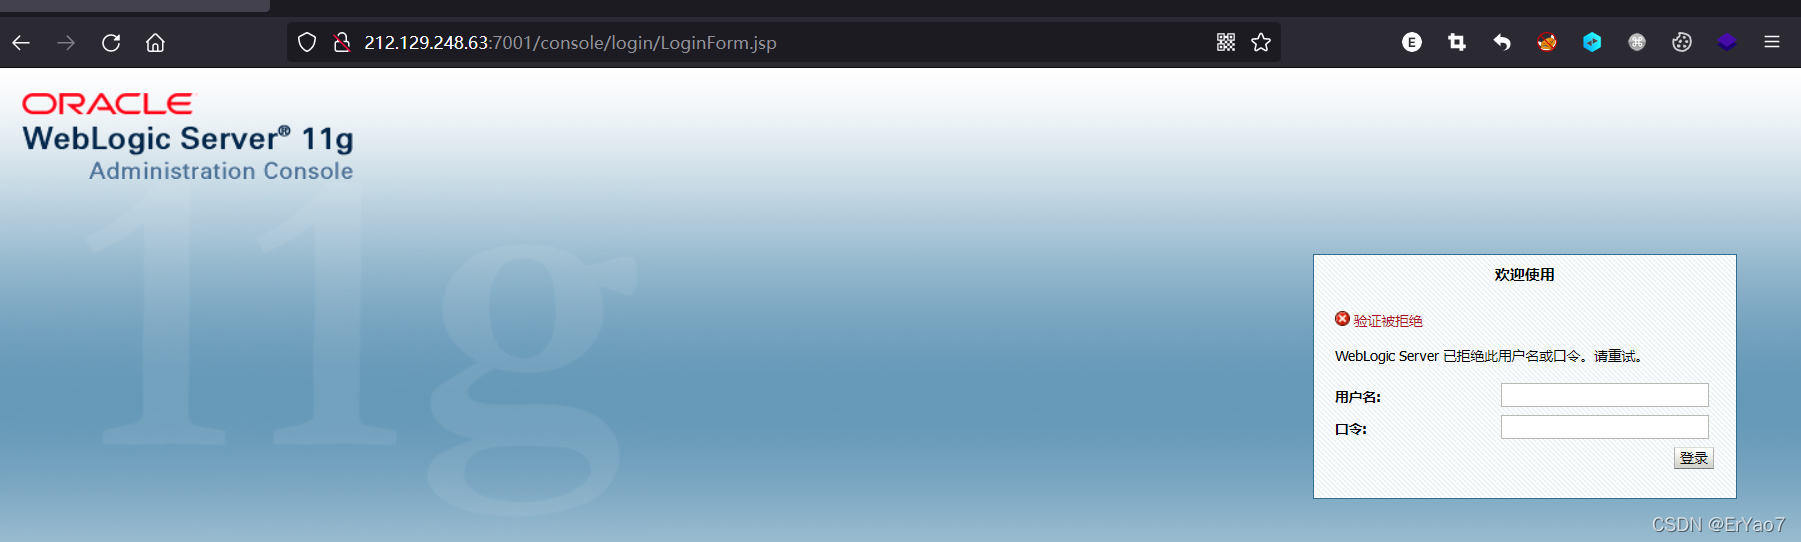 212.129.248.63:7001/console/login/LoginForm.jsp
E
ORACLE
WebLogic Server® 11g
Administration Console
11g
欢迎使用
验证被拒绝
WebLogic Server 已拒绝此用户名或口令。请重试。
用户名:
口令:
登录
CSDN @ErYao7